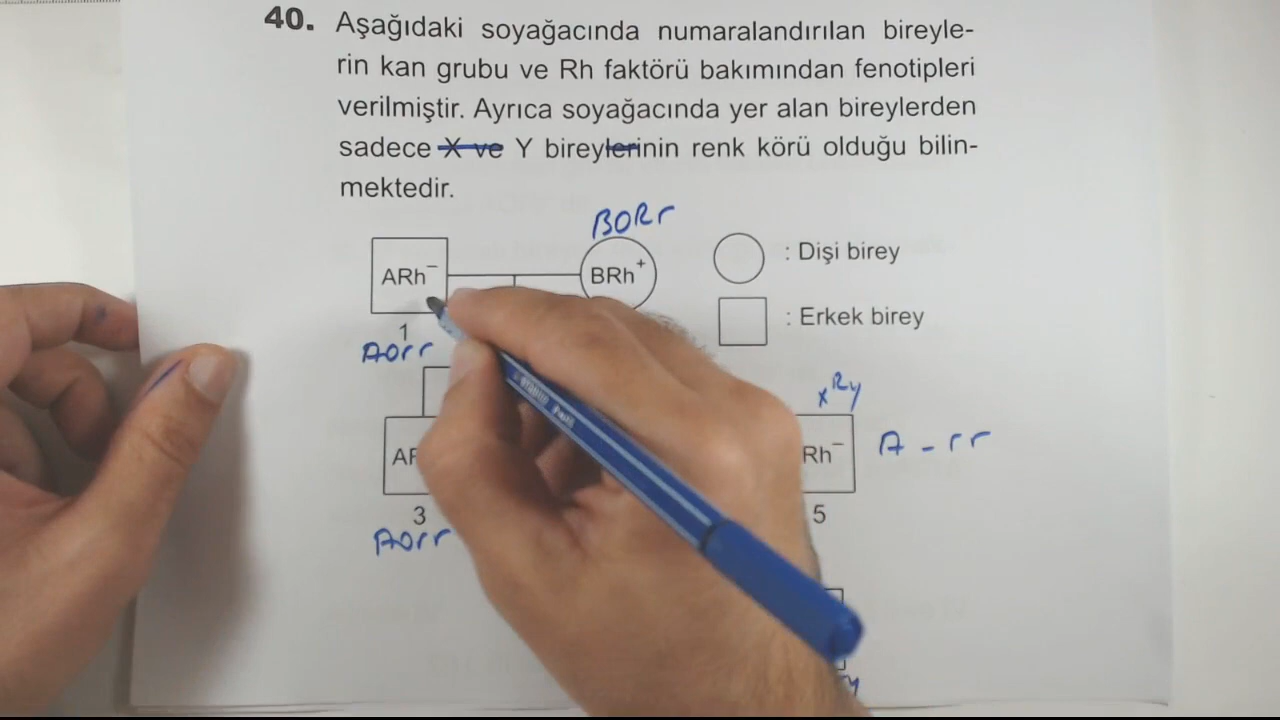 40. Aşağıdaki soyağacında numaralandırılan bireyle-
rin kan grubu ve Rh faktörü bakımından fenotipleri
verilmiştir. Ayrıca soyağacında yer alan bireylerden
sadece X ve Y bireylerinin renk körü olduğu bilin-
mektedir.
BORr
ARh⁻
BRh⁺
: Dişi birey
: Erkek birey
1
AOrr
xᴿy
Rh⁻
A - rr
3
5
AOrr